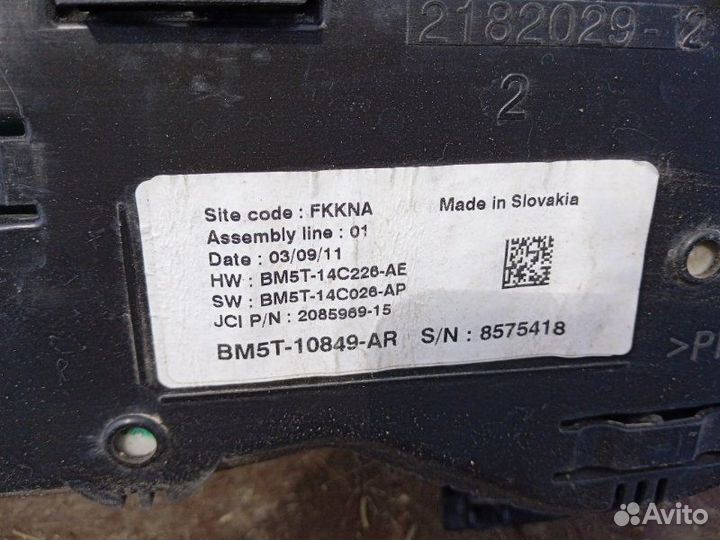 2182029-2
2
Site code : FKKNA
Made in Slovakia
Assembly line : 01
Date : 03/09/11
HW : BM5T-14C226-AE
SW : BM5T-14C026-AP
JCI P/N : 2085969-15
BM5T-10849-AR S/N : 8575418
>P
Avito